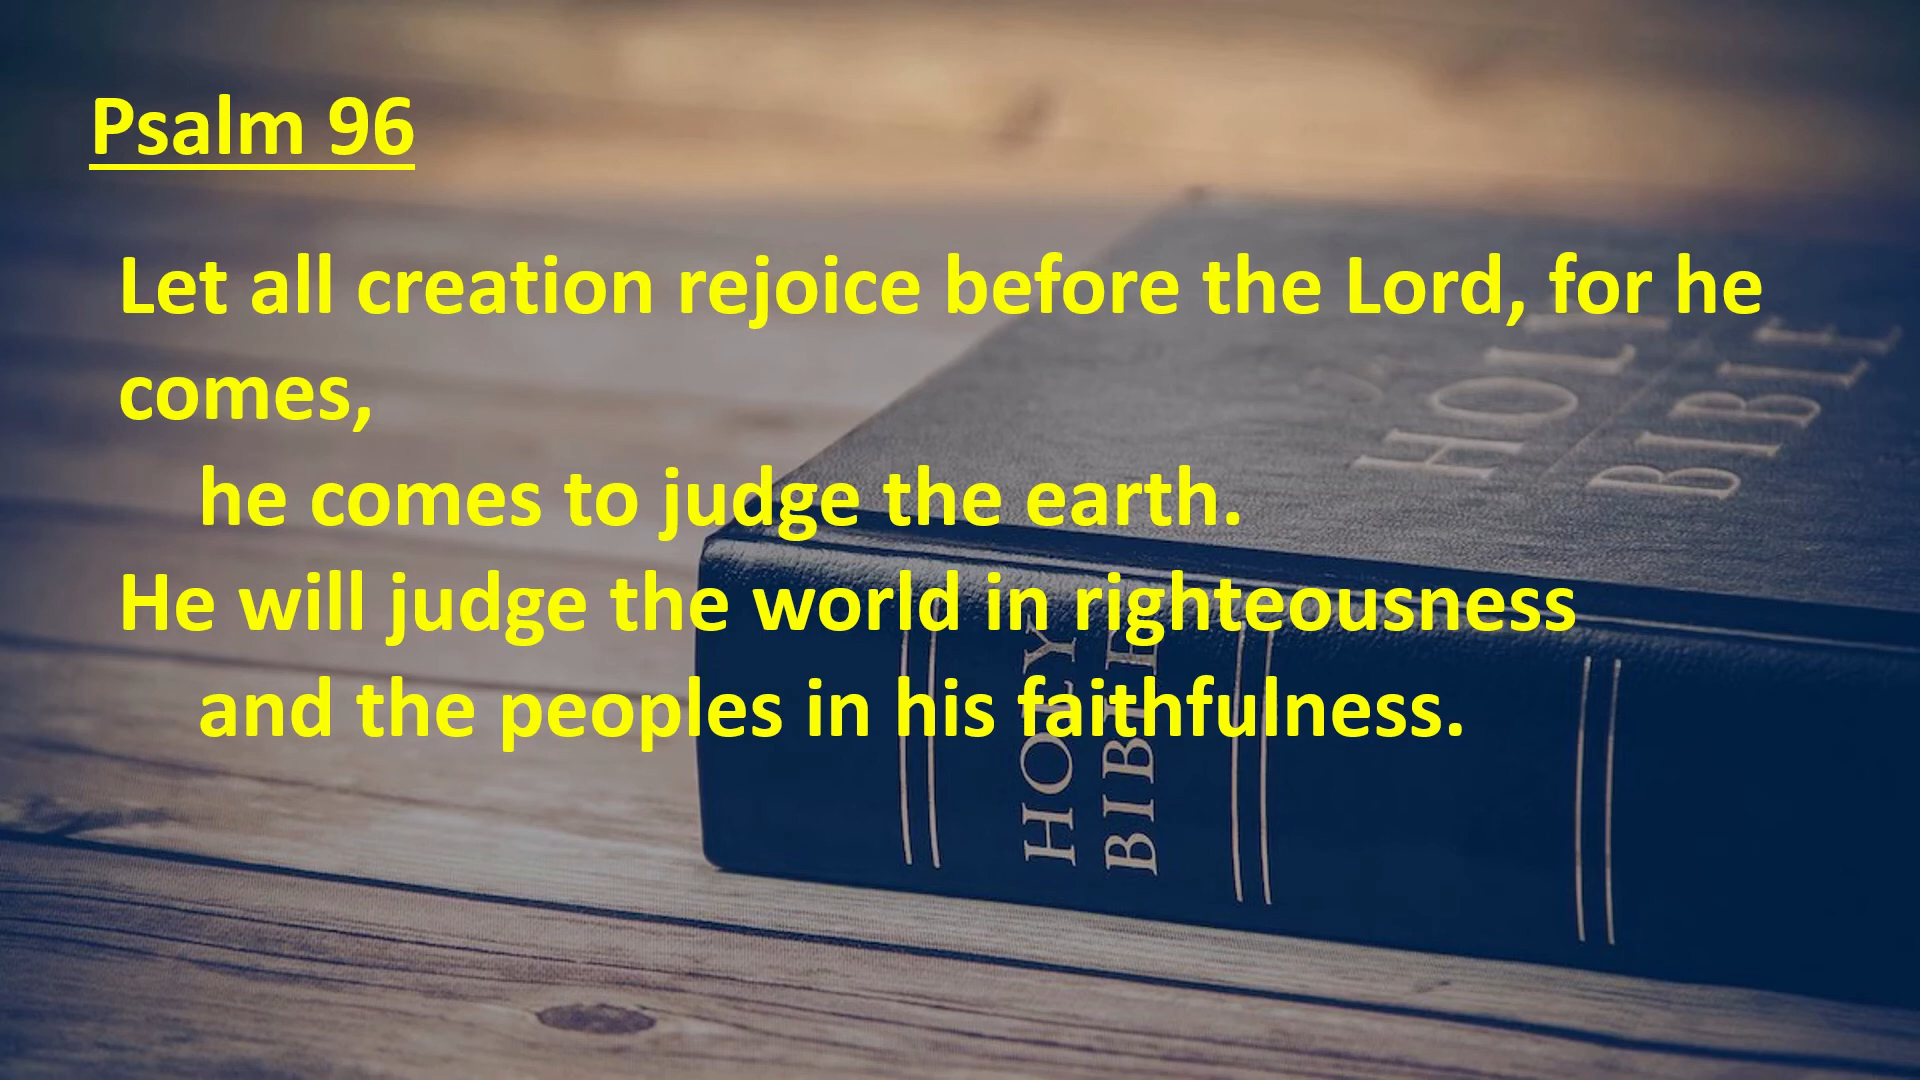 Psalm 96
Let all creation rejoice before the Lord, for he
comes,
he comes to judge the earth.
He will judge the world in righteousness
and the peoples in his faithfulness.
HOLY
BIBLE
HOLY
BIBLE